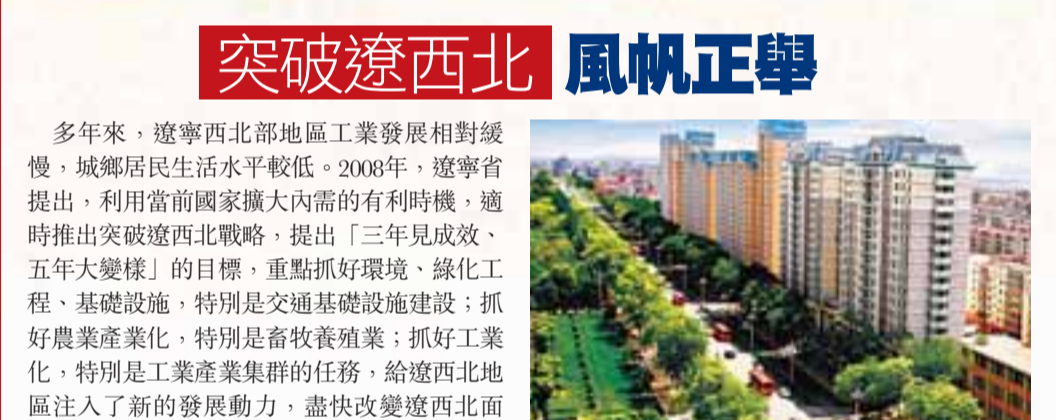 突破遼西北 風帆正舉
多年來，遼寧西北部地區工業發展相對緩
慢，城鄉居民生活水平較低。2008年，遼寧省
提出，利用當前國家擴大內需的有利時機，適
時推出突破遼西北戰略，提出「三年見成效、
五年大變樣」的目標，重點抓好環境、綠化工
程、基礎設施，特別是交通基礎設施建設；抓
好農業產業化，特別是畜牧養殖業；抓好工業
化，特別是工業產業集群的任務，給遼西北地
區注入了新的發展動力，盡快改變遼西北面